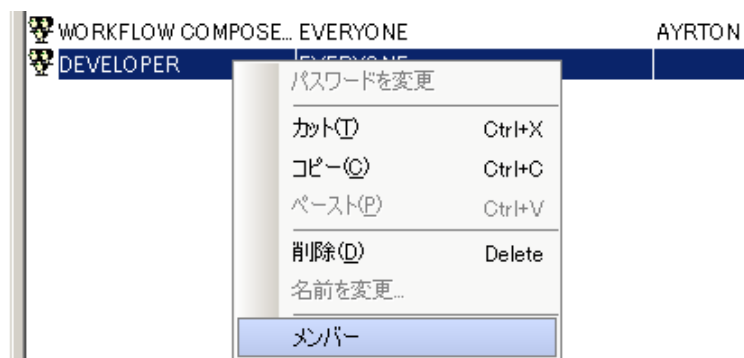 WORKFLOW COMPOSE... EVERYONE AYRTON
DEVELOPER EVERYONE
パスワードを変更
カット(T) Ctrl+X
コピー(C) Ctrl+C
ペースト(P) Ctrl+V
削除(D) Delete
名前を変更...
メンバー